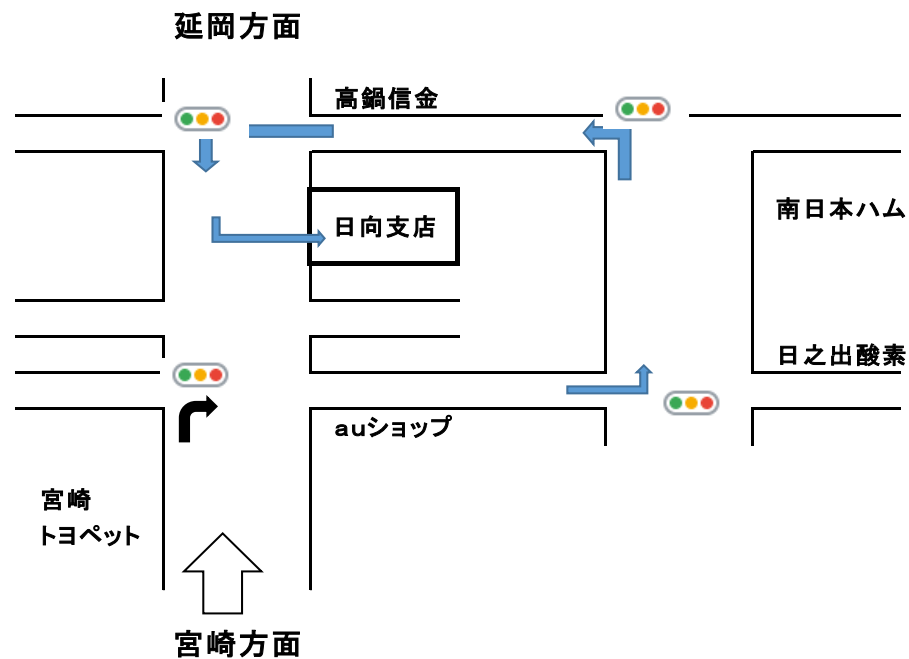 延岡方面
高鍋信金
南日本ハム
日向支店
日之出酸素
auショップ
宮崎
トヨペット
宮崎方面